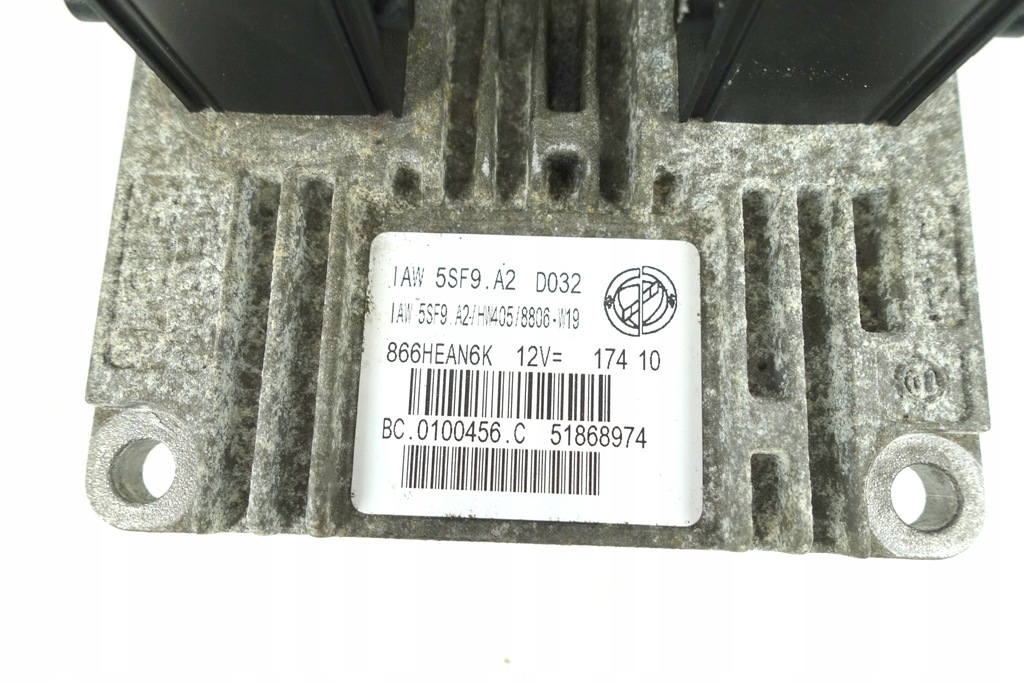 IAW 5SF9.A2 D032
IAW 5SF9.A2/HW405/8806-W19
866HEAN6K 12V= 174 10
BC.0100456.C 51868974